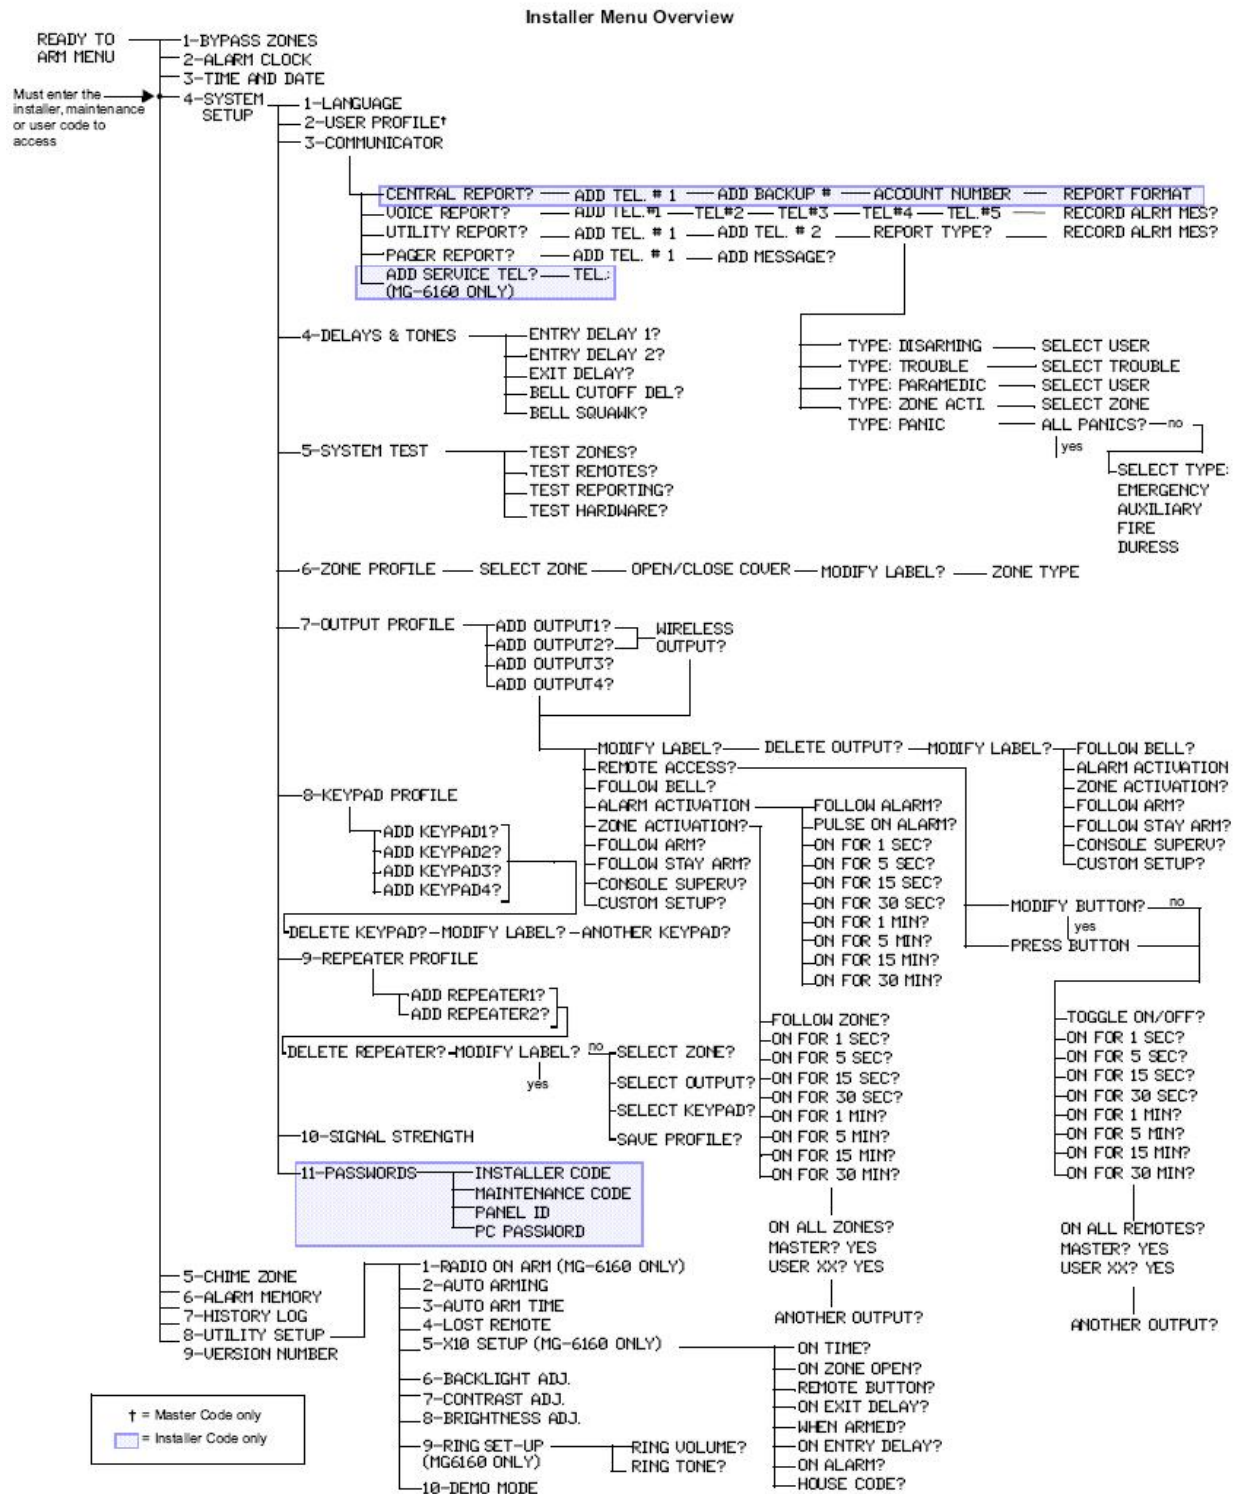 Installer Menu Overview
READY TO
ARM MENU
1-BYPASS ZONES
2-ALARM CLOCK
3-TIME AND DATE
Must enter the
installer, maintenance
or user code to
access
4-SYSTEM
SETUP
1-LANGUAGE
2-USER PROFILE†
3-COMMUNICATOR
CENTRAL REPORT? ADD TEL. # 1 ADD BACKUP # ACCOUNT NUMBER REPORT FORMAT
VOICE REPORT? ADD TEL.#1 TEL#2 TEL#3 TEL#4 TEL.#5 RECORD ALRM MES?
UTILITY REPORT? ADD TEL. # 1 ADD TEL. # 2 REPORT TYPE? RECORD ALRM MES?
PAGER REPORT? ADD TEL. # 1 ADD MESSAGE?
ADD SERVICE TEL? TEL.:
(MG-6160 ONLY)
TYPE: DISARMING SELECT USER
TYPE: TROUBLE SELECT TROUBLE
TYPE: PARAMEDIC SELECT USER
TYPE: ZONE ACTI. SELECT ZONE
TYPE: PANIC ALL PANICS? no
yes
SELECT TYPE:
EMERGENCY
AUXILIARY
FIRE
DURESS
4-DELAYS & TONES
ENTRY DELAY 1?
ENTRY DELAY 2?
EXIT DELAY?
BELL CUTOFF DEL?
BELL SQUAWK?
5-SYSTEM TEST
TEST ZONES?
TEST REMOTES?
TEST REPORTING?
TEST HARDWARE?
6-ZONE PROFILE SELECT ZONE OPEN/CLOSE COVER MODIFY LABEL? ZONE TYPE
7-OUTPUT PROFILE
ADD OUTPUT1?
ADD OUTPUT2?
ADD OUTPUT3?
ADD OUTPUT4?
WIRELESS
OUTPUT?
MODIFY LABEL? DELETE OUTPUT? MODIFY LABEL?
REMOTE ACCESS?
FOLLOW BELL?
ALARM ACTIVATION
ZONE ACTIVATION?
FOLLOW ARM?
FOLLOW STAY ARM?
CONSOLE SUPERV?
CUSTOM SETUP?
FOLLOW BELL?
ALARM ACTIVATION
ZONE ACTIVATION?
FOLLOW ARM?
FOLLOW STAY ARM?
CONSOLE SUPERV?
CUSTOM SETUP?
FOLLOW ALARM?
PULSE ON ALARM?
ON FOR 1 SEC?
ON FOR 5 SEC?
ON FOR 15 SEC?
ON FOR 30 SEC?
ON FOR 1 MIN?
ON FOR 5 MIN?
ON FOR 15 MIN?
ON FOR 30 MIN?
MODIFY BUTTON? no
yes
PRESS BUTTON
8-KEYPAD PROFILE
ADD KEYPAD1?
ADD KEYPAD2?
ADD KEYPAD3?
ADD KEYPAD4?
DELETE KEYPAD? MODIFY LABEL? ANOTHER KEYPAD?
9-REPEATER PROFILE
ADD REPEATER1?
ADD REPEATER2?
DELETE REPEATER? MODIFY LABEL? no
yes
SELECT ZONE?
SELECT OUTPUT?
SELECT KEYPAD?
SAVE PROFILE?
FOLLOW ZONE?
ON FOR 1 SEC?
ON FOR 5 SEC?
ON FOR 15 SEC?
ON FOR 30 SEC?
ON FOR 1 MIN?
ON FOR 5 MIN?
ON FOR 15 MIN?
ON FOR 30 MIN?
ON ALL ZONES?
MASTER? YES
USER XX? YES
ANOTHER OUTPUT?
TOGGLE ON/OFF?
ON FOR 1 SEC?
ON FOR 5 SEC?
ON FOR 15 SEC?
ON FOR 30 SEC?
ON FOR 1 MIN?
ON FOR 5 MIN?
ON FOR 15 MIN?
ON FOR 30 MIN?
ON ALL REMOTES?
MASTER? YES
USER XX? YES
ANOTHER OUTPUT?
10-SIGNAL STRENGTH
11-PASSWORDS
INSTALLER CODE
MAINTENANCE CODE
PANEL ID
PC PASSWORD
5-CHIME ZONE
6-ALARM MEMORY
7-HISTORY LOG
8-UTILITY SETUP
9-VERSION NUMBER
1-RADIO ON ARM (MG-6160 ONLY)
2-AUTO ARMING
3-AUTO ARM TIME
4-LOST REMOTE
5-X10 SETUP (MG-6160 ONLY)
6-BACKLIGHT ADJ.
7-CONTRAST ADJ.
8-BRIGHTNESS ADJ.
9-RING SET-UP
(MG6160 ONLY)
10-DEMO MODE
RING VOLUME?
RING TONE?
ON TIME?
ON ZONE OPEN?
REMOTE BUTTON?
ON EXIT DELAY?
WHEN ARMED?
ON ENTRY DELAY?
ON ALARM?
HOUSE CODE?
† = Master Code only
= Installer Code only